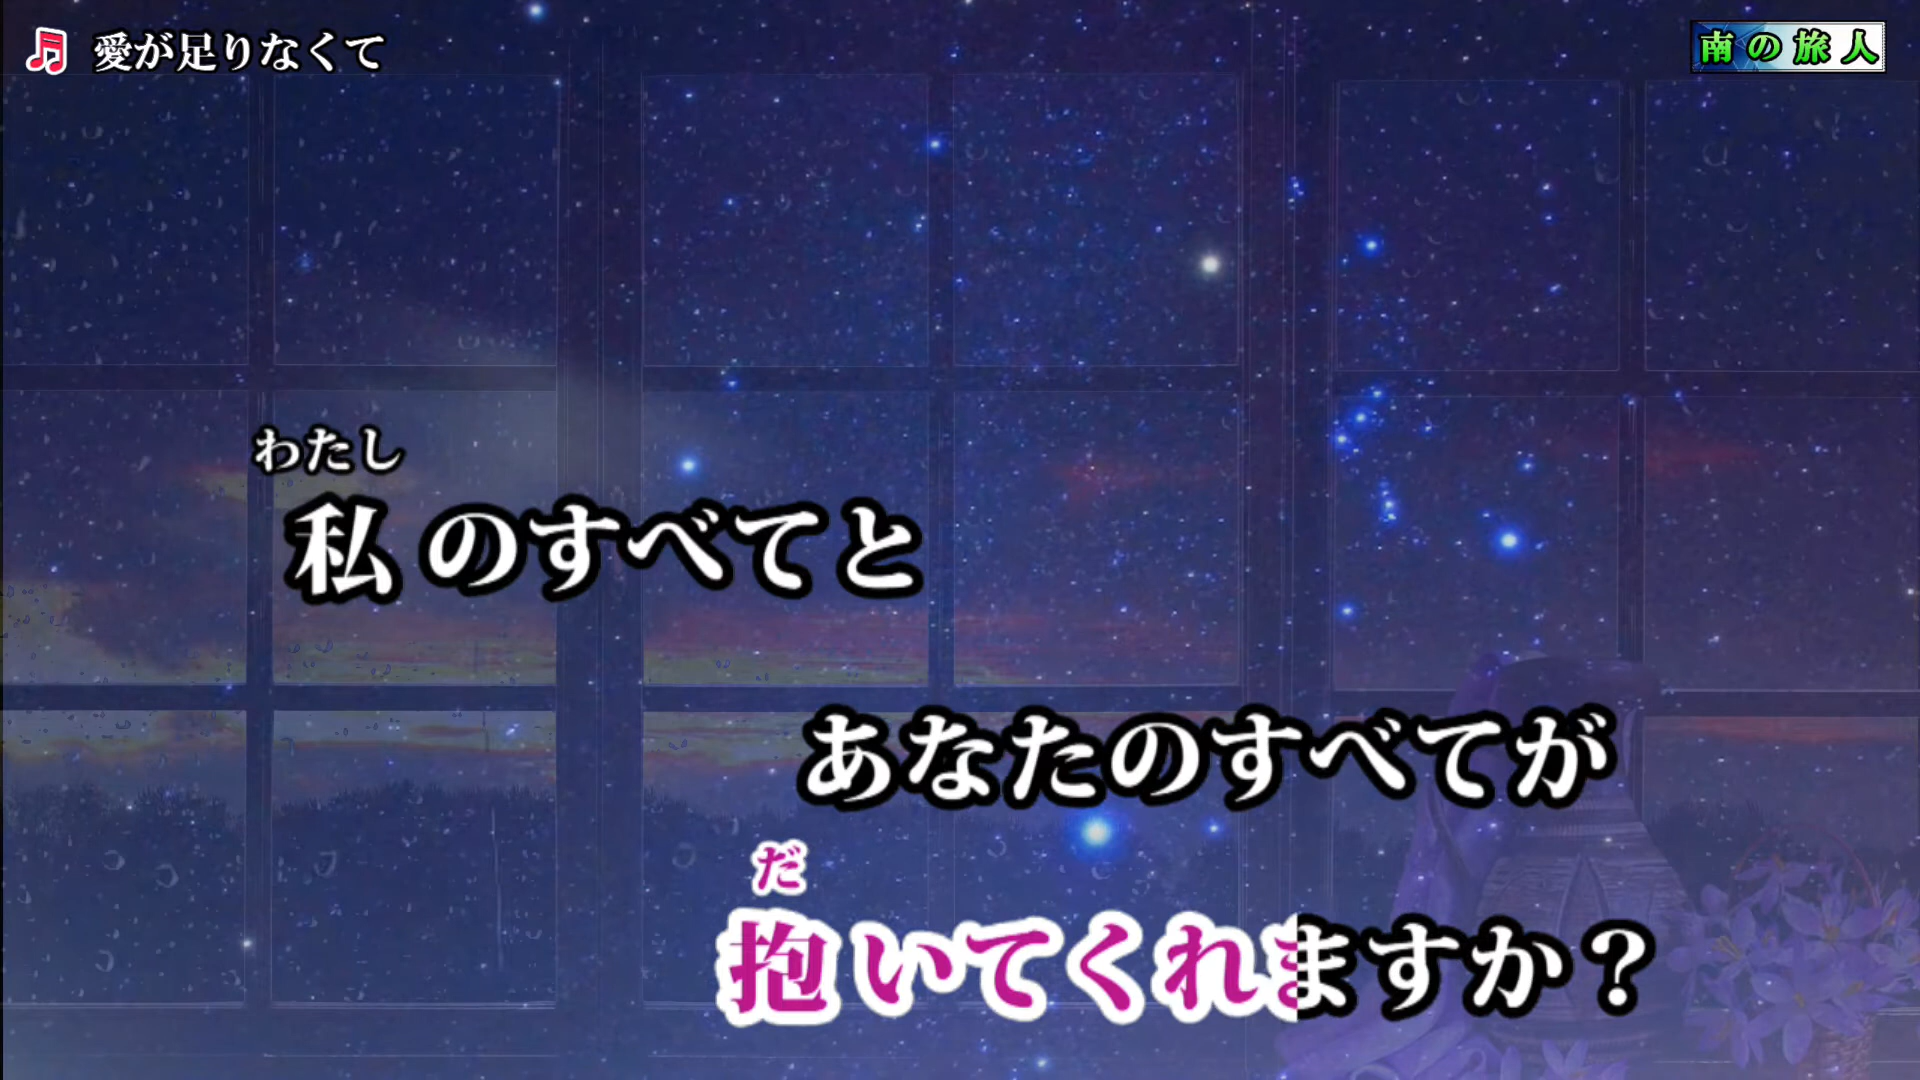 愛が足りなくて
南の旅人
わたし
私のすべてと
あなたのすべてが
だ
抱いてくれますか？